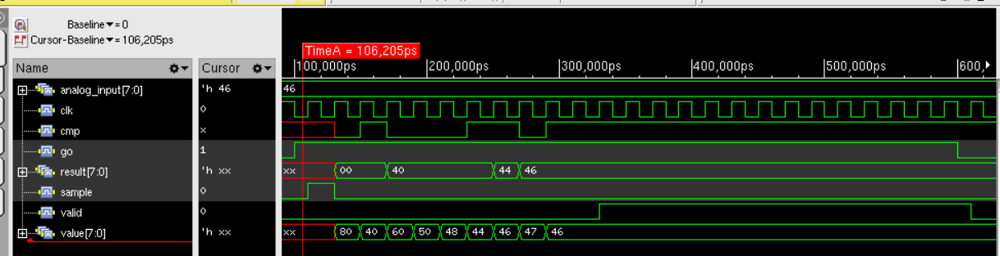 Baseline▼= 0
Cursor-Baseline▼= 106,205ps
TimeA = 106,205ps
Name Cursor 100,000ps 200,000ps 300,000ps 400,000ps 500,000ps 600,
analog_input[7:0] 'h 46 46
clk 0
cmp x
go 1
result[7:0] 'h xx xx 00 40 44 46
sample 0
valid 0
value[7:0] 'h xx xx 80 40 60 50 48 44 46 47 46